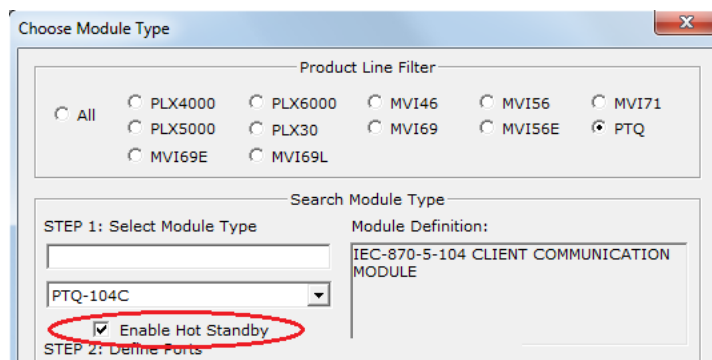 Choose Module Type
x
Product Line Filter
All
PLX4000 PLX6000 MVI46 MVI56 MVI71
PLX5000 PLX30 MVI69 MVI56E PTQ
MVI69E MVI69L
Search Module Type
STEP 1: Select Module Type Module Definition:
IEC-870-5-104 CLIENT COMMUNICATION
MODULE
PTQ-104C
Enable Hot Standby
STEP 2: Define Ports